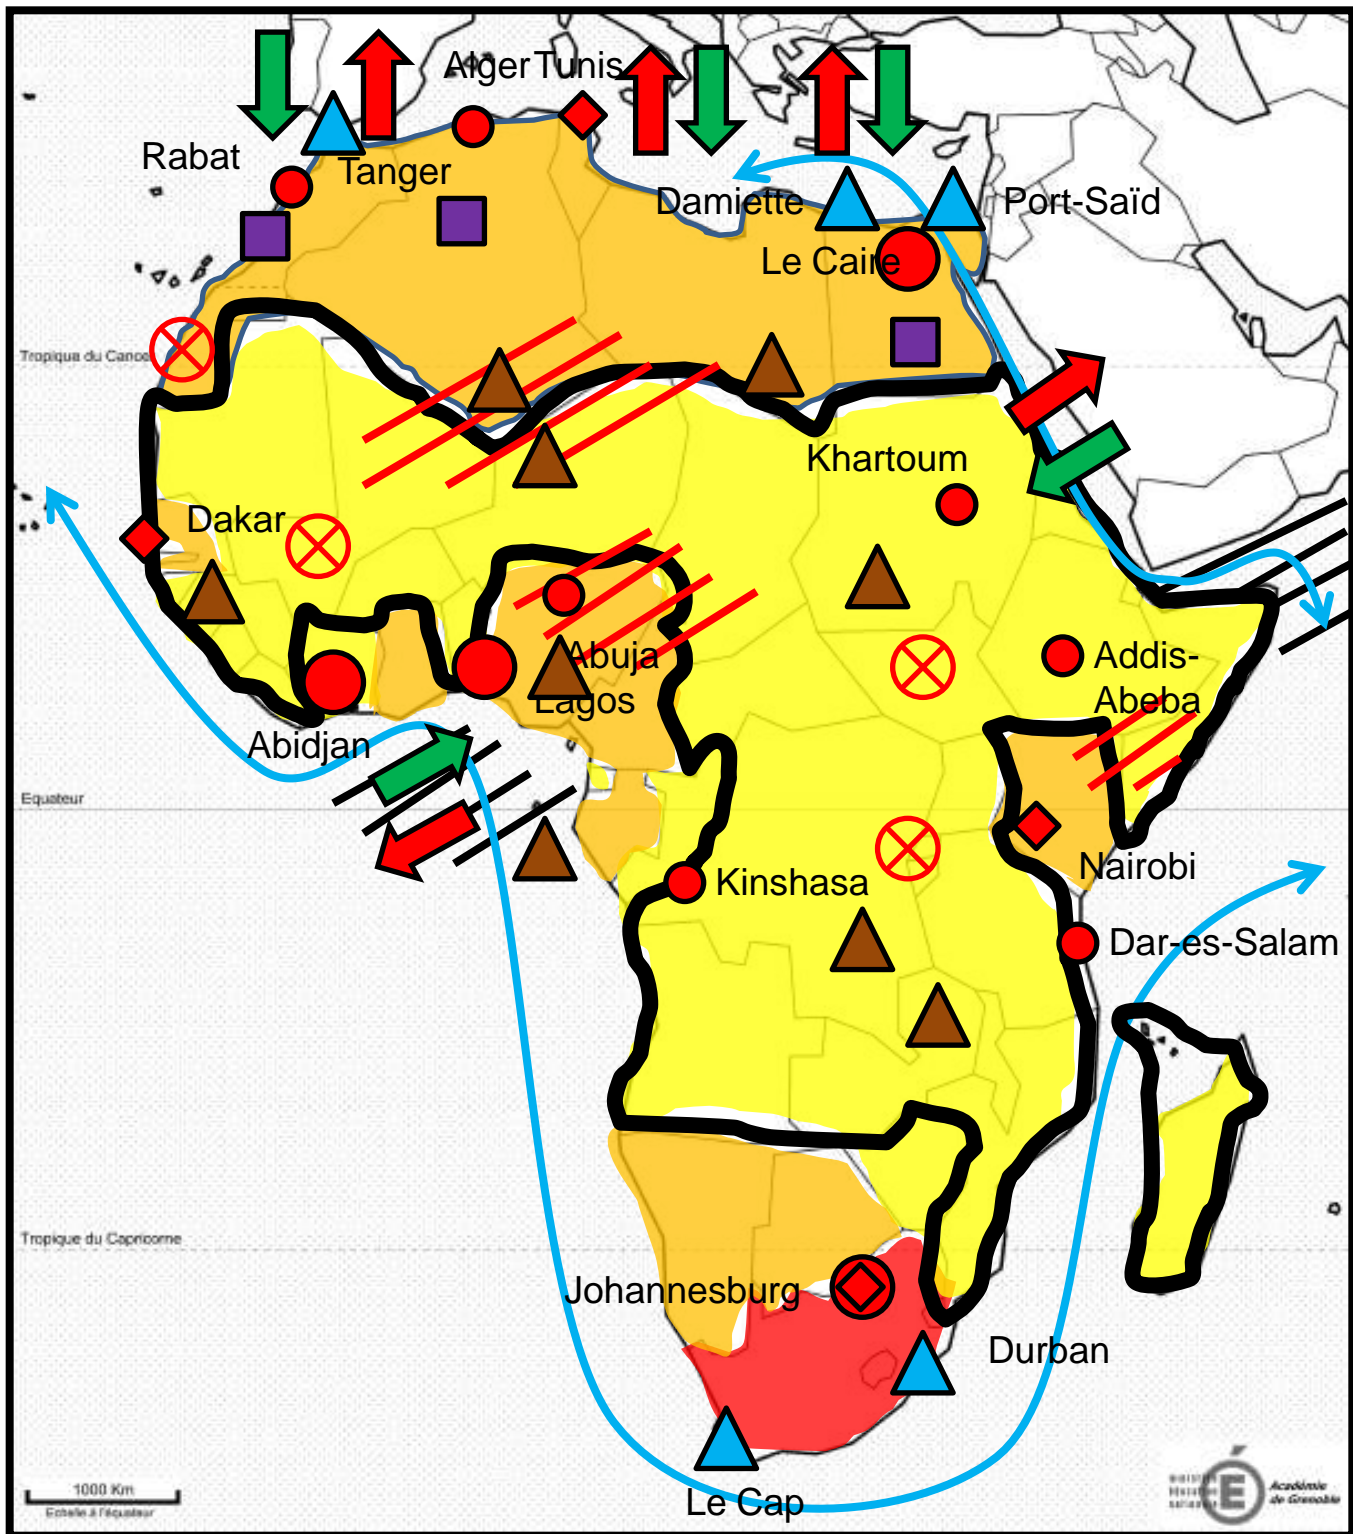 Alger Tunis
Rabat
Tanger
Damiette
Port-Saïd
Le Caire
Tropique du Cancer
Khartoum
Dakar
Abuja
Addis-
Abeba
Lagos
Abidjan
Equateur
Nairobi
Kinshasa
Dar-es-Salam
Tropique du Capricorne
Johannesburg
Durban
1000 Km
Echelle à l'équateur
Le Cap
Académie
de Grenoble